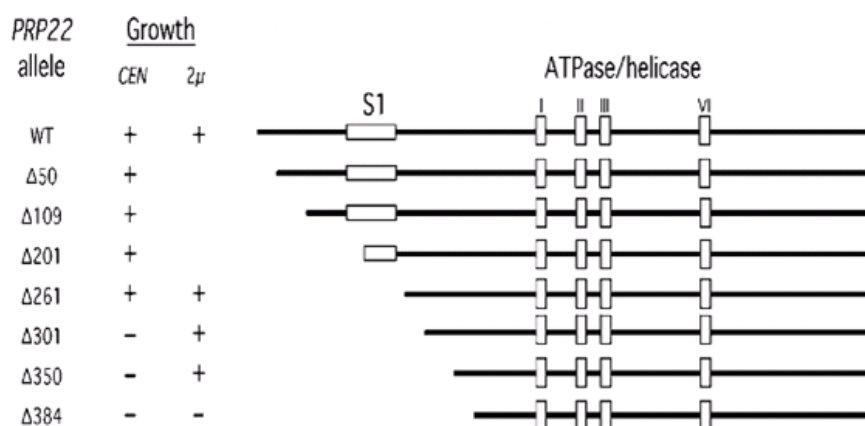 PRP22 allele
Growth
CEN 2μ
ATPase/helicase
S1
I II III VI
WT + +
Δ50 +
Δ109 +
Δ201 +
Δ261 + +
Δ301 − +
Δ350 − +
Δ384 − −